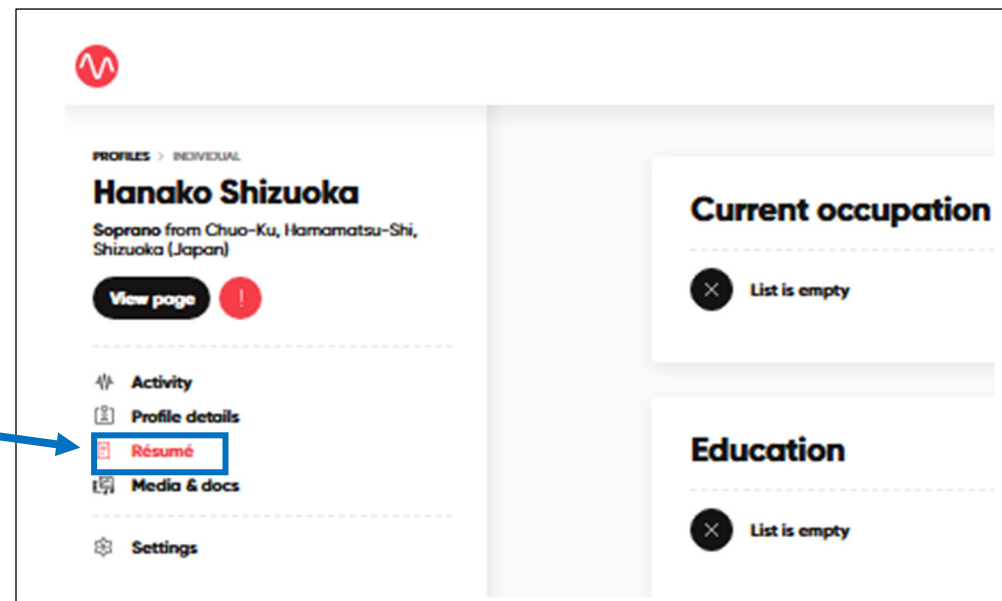 PROFILES > INDIVIDUAL
Hanako Shizuoka
Soprano from Chuo-Ku, Hamamatsu-Shi,
Shizuoka (Japan)
View page
!
Activity
Profile details
Résumé
Media & docs
Settings
Current occupation
List is empty
Education
List is empty